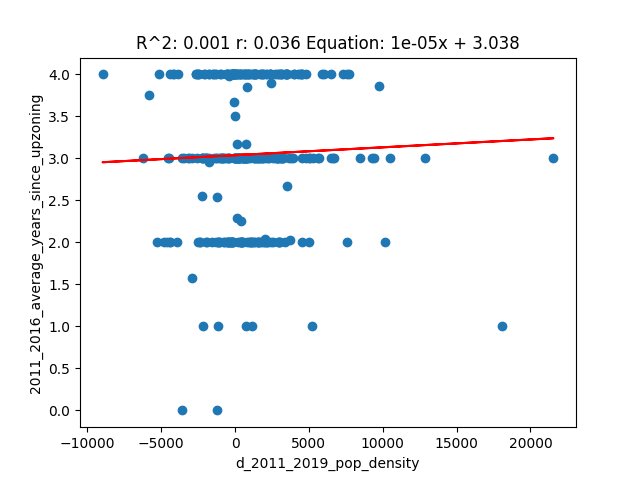 R^2: 0.001 r: 0.036 Equation: 1e-05x + 3.038
4.0
3.5
3.0
2.5
2.0
1.5
1.0
0.5
0.0
2011_2016_average_years_since_upzoning
−10000 −5000 0 5000 10000 15000 20000
d_2011_2019_pop_density